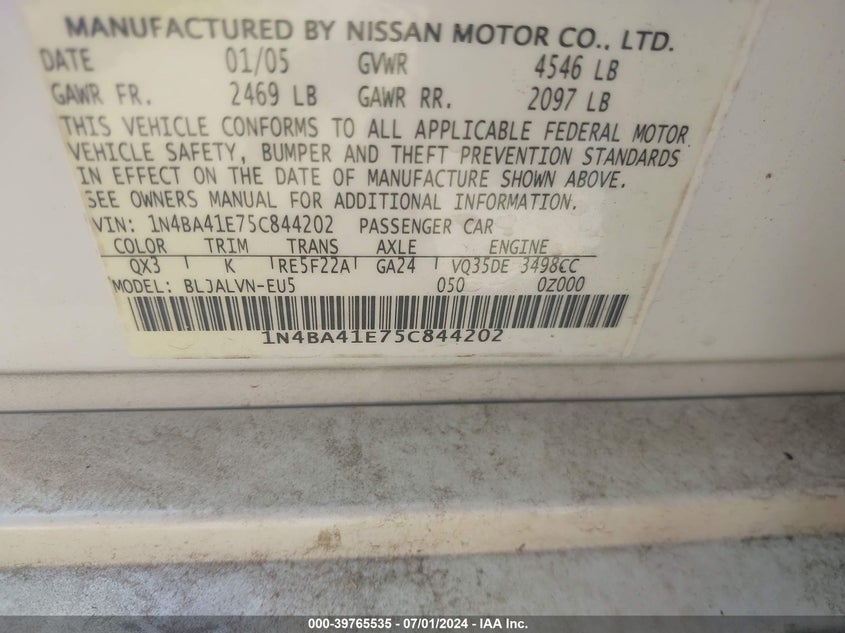 MANUFACTURED BY NISSAN MOTOR CO., LTD.
DATE 01/05 GVWR 4546 LB
GAWR FR. 2469 LB GAWR RR. 2097 LB
THIS VEHICLE CONFORMS TO ALL APPLICABLE FEDERAL MOTOR
VEHICLE SAFETY, BUMPER AND THEFT PREVENTION STANDARDS
IN EFFECT ON THE DATE OF MANUFACTURE SHOWN ABOVE.
SEE OWNERS MANUAL FOR ADDITIONAL INFORMATION.
VIN: 1N4BA41E75C844202 PASSENGER CAR
COLOR TRIM TRANS AXLE ENGINE
QX3 K RE5F22A GA24 VQ35DE 3498CC
MODEL: BLJALVN-EU5 050 0Z000
1N4BA41E75C844202
000-39765535 - 07/01/2024 - IAA Inc.